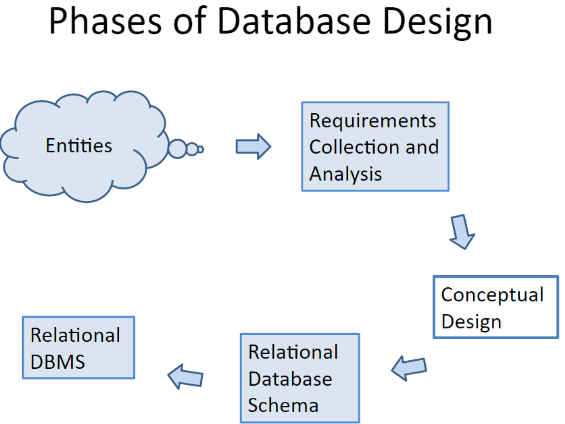 Phases of Database Design
Entities
Requirements
Collection and
Analysis
Conceptual
Design
Relational
Database
Schema
Relational
DBMS